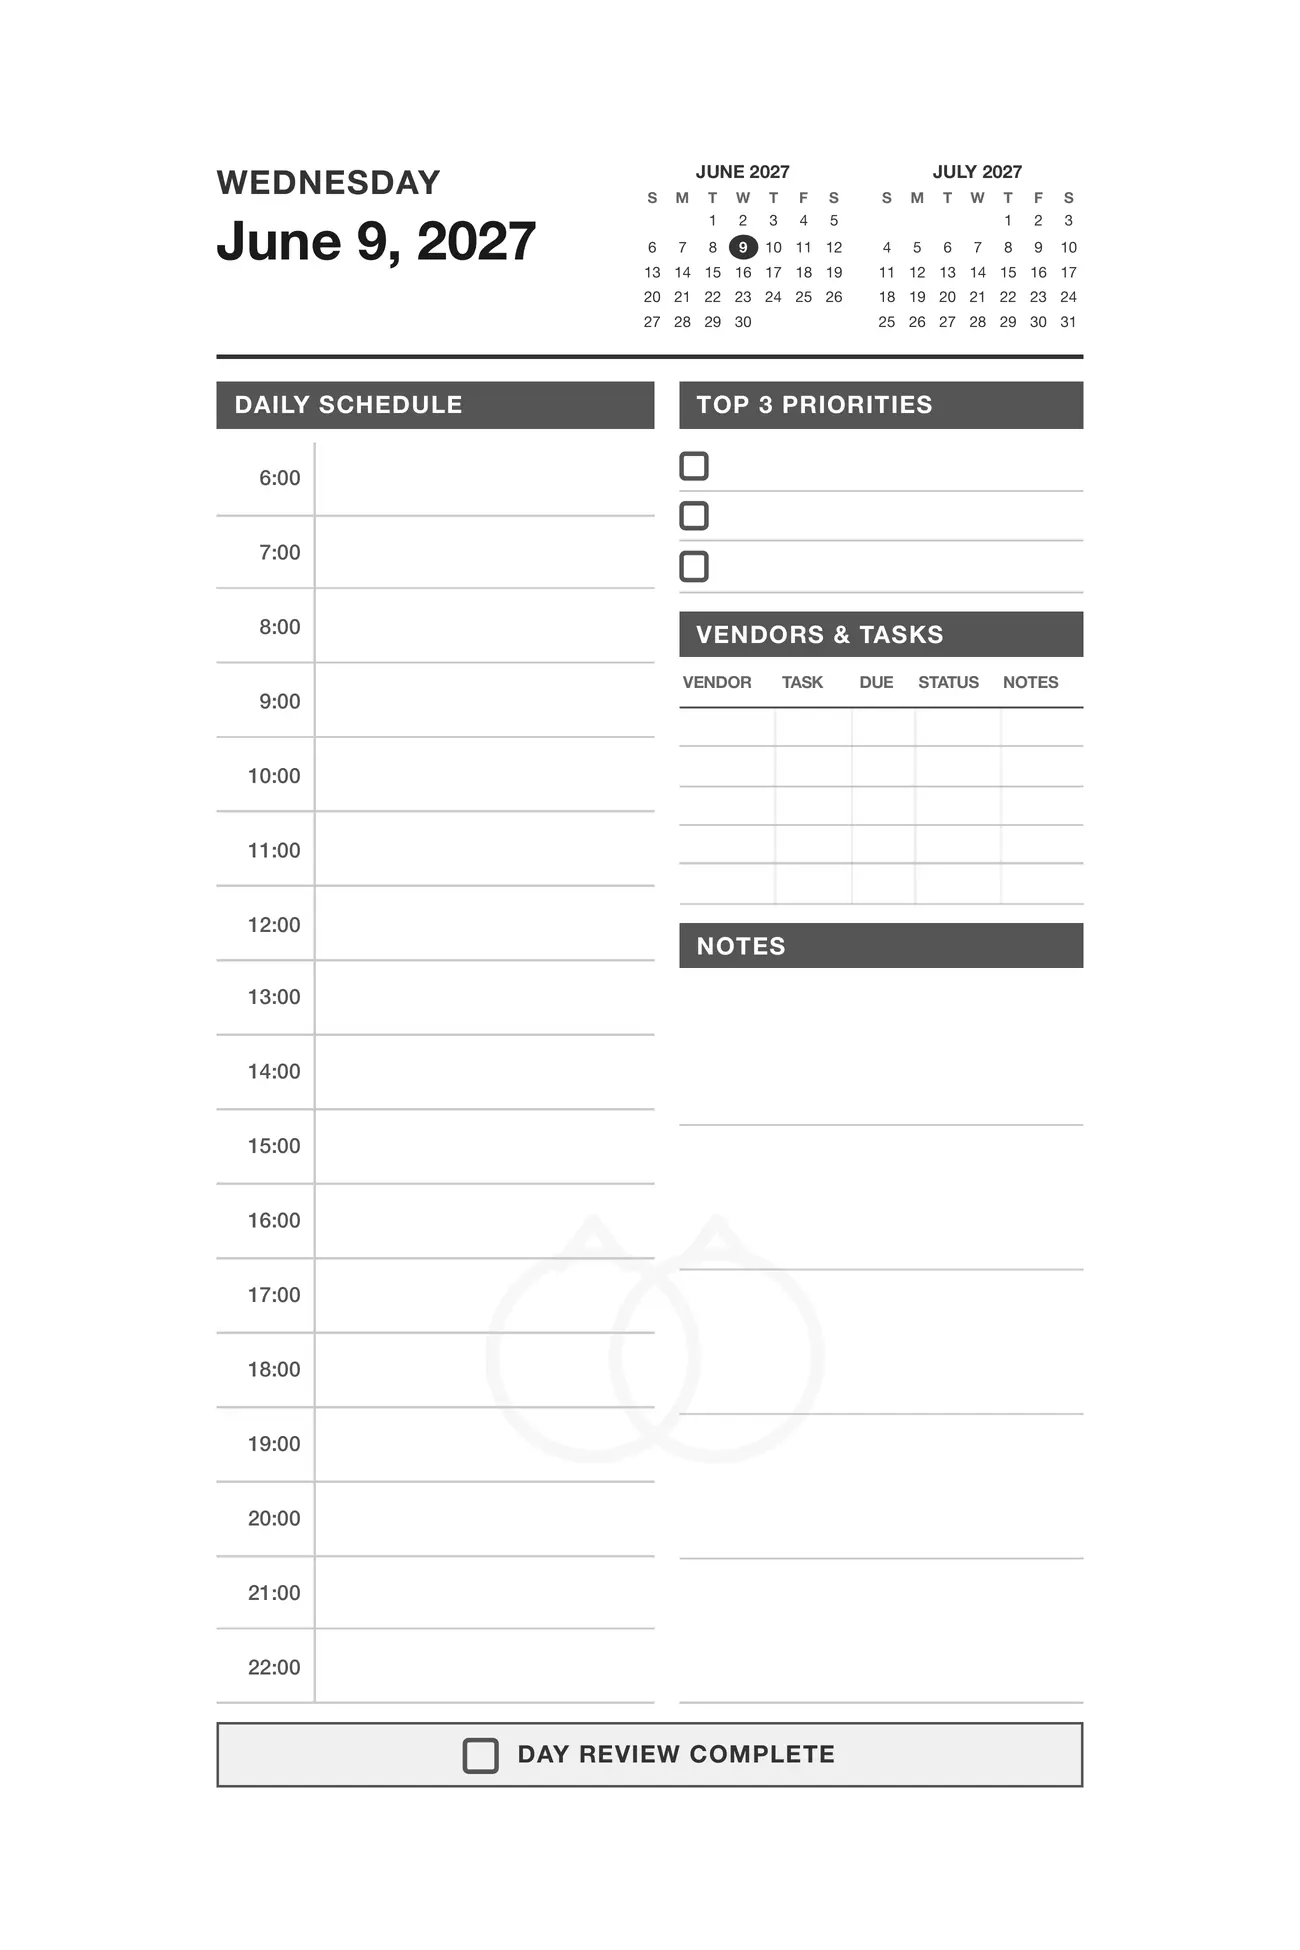 WEDNESDAY
June 9, 2027
JUNE 2027
S M T W T F S
1 2 3 4 5
6 7 8 9 10 11 12
13 14 15 16 17 18 19
20 21 22 23 24 25 26
27 28 29 30
JULY 2027
S M T W T F S
1 2 3
4 5 6 7 8 9 10
11 12 13 14 15 16 17
18 19 20 21 22 23 24
25 26 27 28 29 30 31
DAILY SCHEDULE
6:00
7:00
8:00
9:00
10:00
11:00
12:00
13:00
14:00
15:00
16:00
17:00
18:00
19:00
20:00
21:00
22:00
TOP 3 PRIORITIES
VENDORS & TASKS
VENDOR TASK DUE STATUS NOTES
NOTES
DAY REVIEW COMPLETE